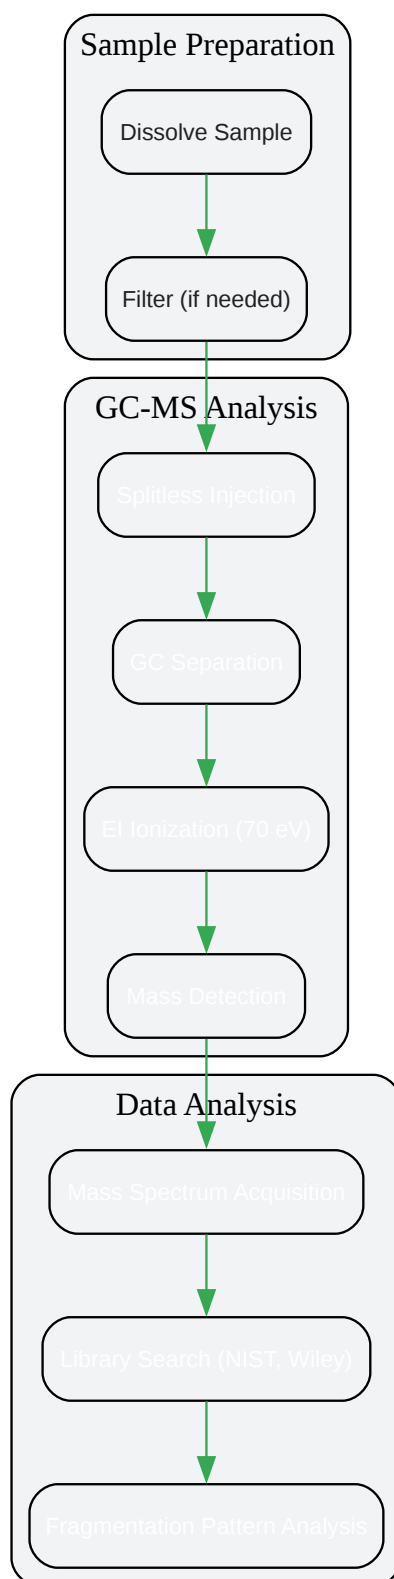 Sample Preparation
Dissolve Sample
Filter (if needed)
GC-MS Analysis
Splitless Injection
GC Separation
EI Ionization (70 eV)
Mass Detection
Data Analysis
Mass Spectrum Acquisition
Library Search (NIST, Wiley)
Fragmentation Pattern Analysis